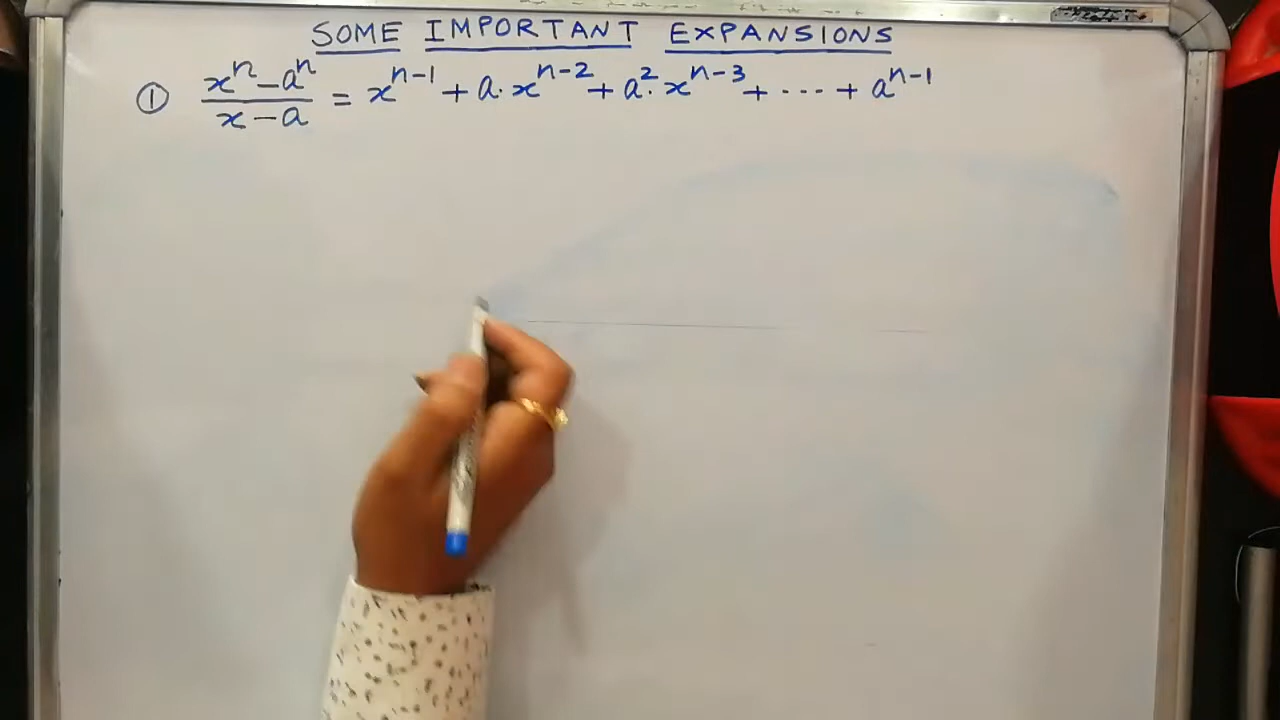 SOME IMPORTANT EXPANSIONS
① (xⁿ - aⁿ)/(x - a) = xⁿ⁻¹ + a·xⁿ⁻² + a²·xⁿ⁻³ + ... + aⁿ⁻¹